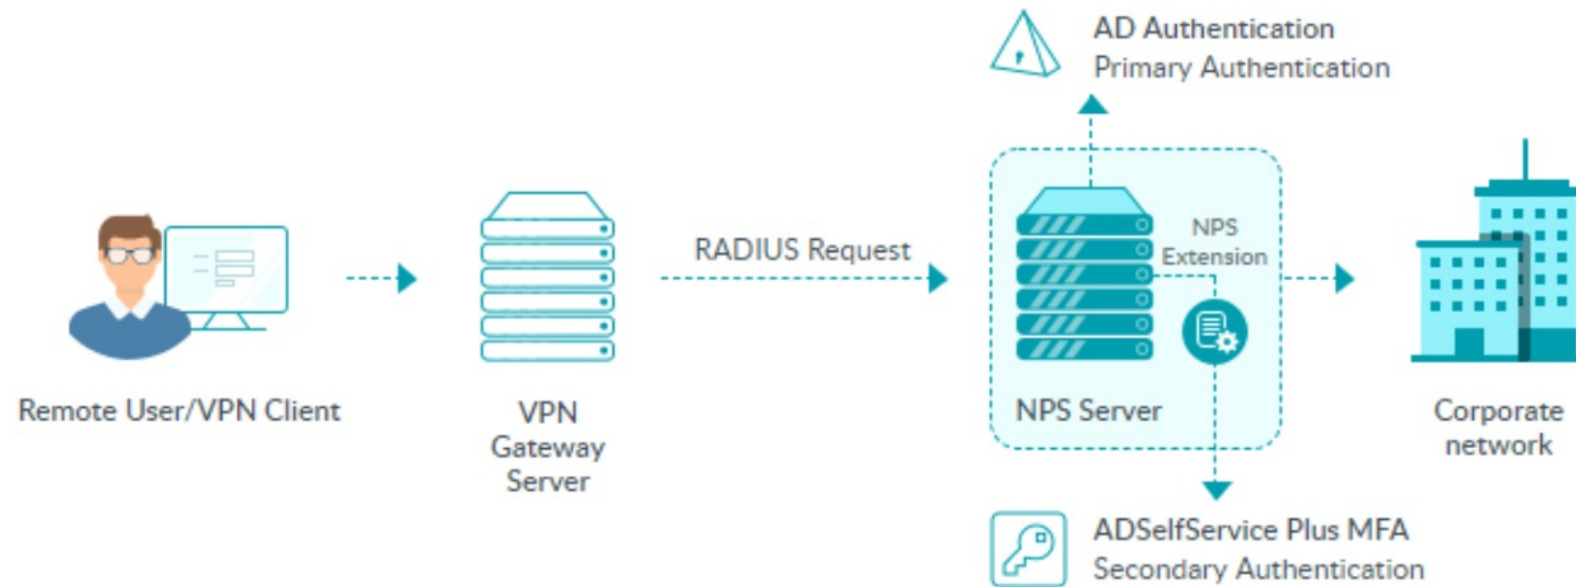 AD Authentication
Primary Authentication
RADIUS Request
NPS
Extension
Remote User/VPN Client
VPN
Gateway
Server
NPS Server
Corporate
network
ADSelfService Plus MFA
Secondary Authentication